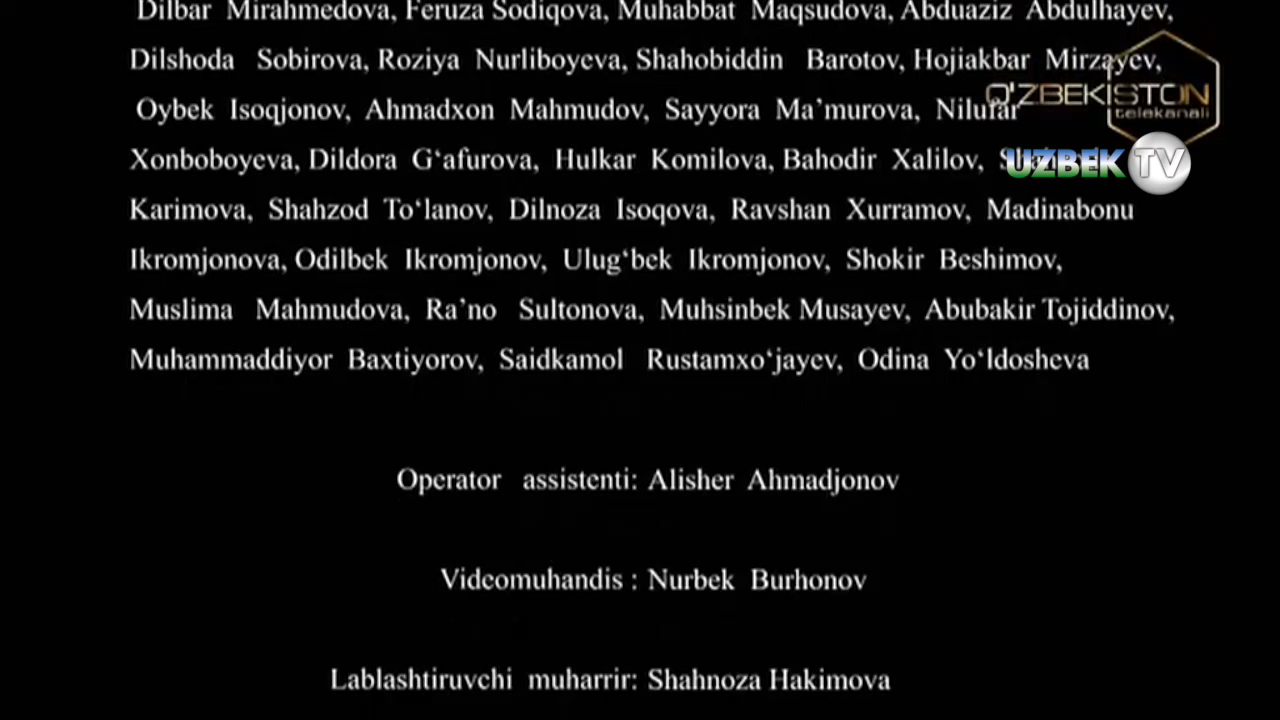 Dilbar Mirahmedova, Feruza Sodiqova, Muhabbat Maqsudova, Abduaziz Abdulhayev,
Dilshoda Sobirova, Roziya Nurliboyeva, Shahobiddin Barotov, Hojiakbar Mirzayev,
Oybek Isoqjonov, Ahmadxon Mahmudov, Sayyora Ma’murova, Nilufar
O'ZBEKISTON
telekanali
Xonboboyeva, Dildora G‘afurova, Hulkar Komilova, Bahodir Xalilov,
UZBEK TV
Karimova, Shahzod To‘lanov, Dilnoza Isoqova, Ravshan Xurramov, Madinabonu
Ikromjonova, Odilbek Ikromjonov, Ulug‘bek Ikromjonov, Shokir Beshimov,
Muslima Mahmudova, Ra’no Sultonova, Muhsinbek Musayev, Abubakir Tojiddinov,
Muhammaddiyor Baxtiyorov, Saidkamol Rustamxo‘jayev, Odina Yo‘ldosheva
Operator assistenti: Alisher Ahmadjonov
Videomuhandis : Nurbek Burhonov
Lablashtiruvchi muharrir: Shahnoza Hakimova